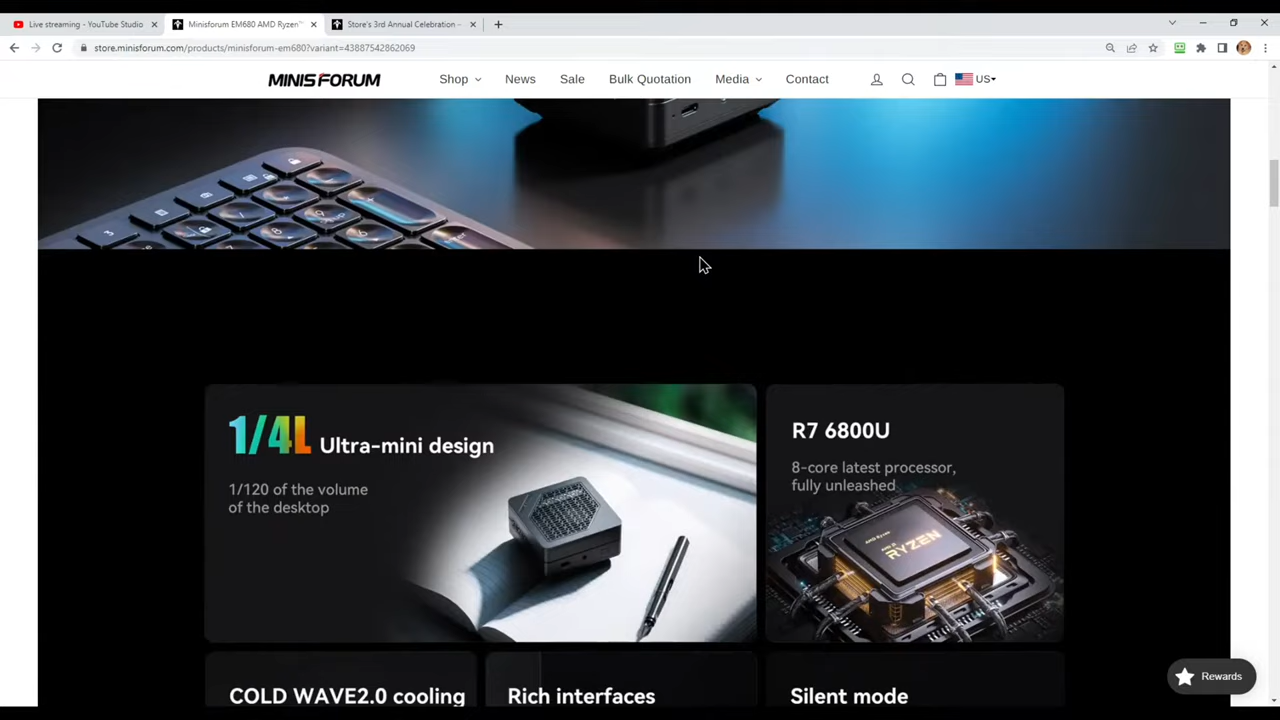 Live streaming - YouTube Studio
Minisforum EM680 AMD Ryzen™
Store's 3rd Annual Celebration -
store.minisforum.com/products/minisforum-em680?variant=43887542862069
MINISFORUM
Shop
News
Sale
Bulk Quotation
Media
Contact
US
1/4L Ultra-mini design
1/120 of the volume
of the desktop
R7 6800U
8-core latest processor,
fully unleashed
AMD Ryzen
RYZEN
COLD WAVE2.0 cooling
Rich interfaces
Silent mode
Rewards